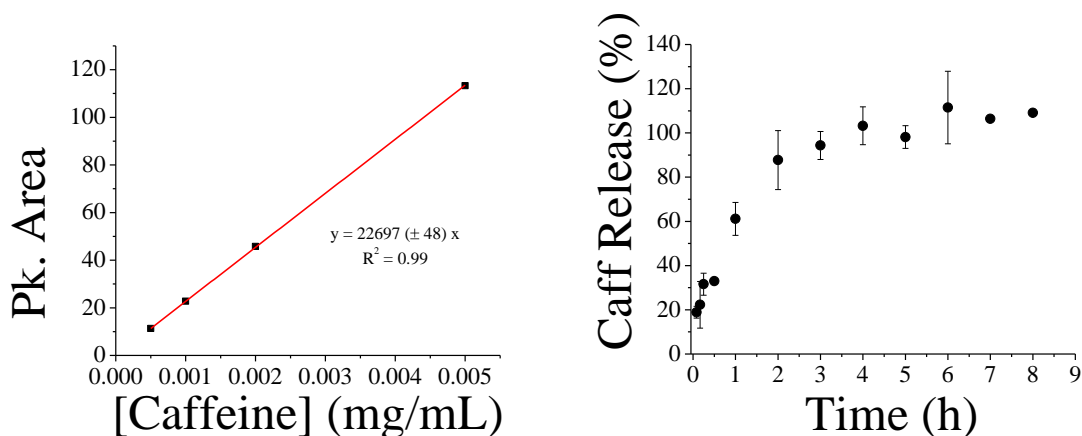 120
100
80
60
40
20
0
Pk. Area
y = 22697 (± 48) x
R² = 0.99
0.000 0.001 0.002 0.003 0.004 0.005
[Caffeine] (mg/mL)
140
120
100
80
60
40
20
0
Caff Release (%)
0 1 2 3 4 5 6 7 8 9
Time (h)